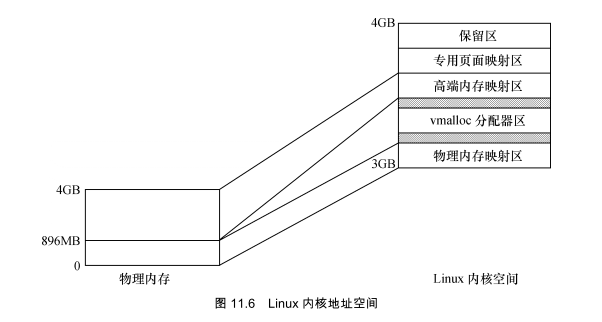 4GB
保留区
专用页面映射区
高端内存映射区
vmalloc 分配器区
3GB
物理内存映射区
4GB
896MB
0
物理内存
Linux 内核空间
图 11.6 Linux 内核地址空间